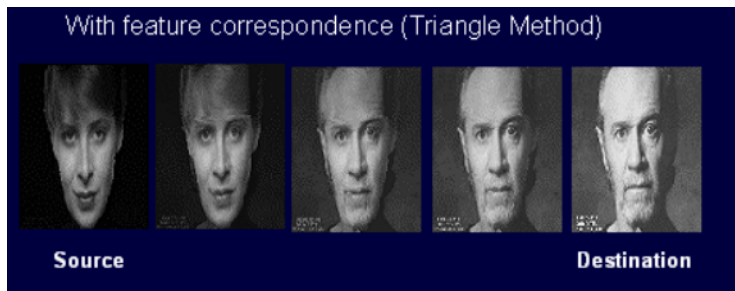 With feature correspondence (Triangle Method)
Source
Destination